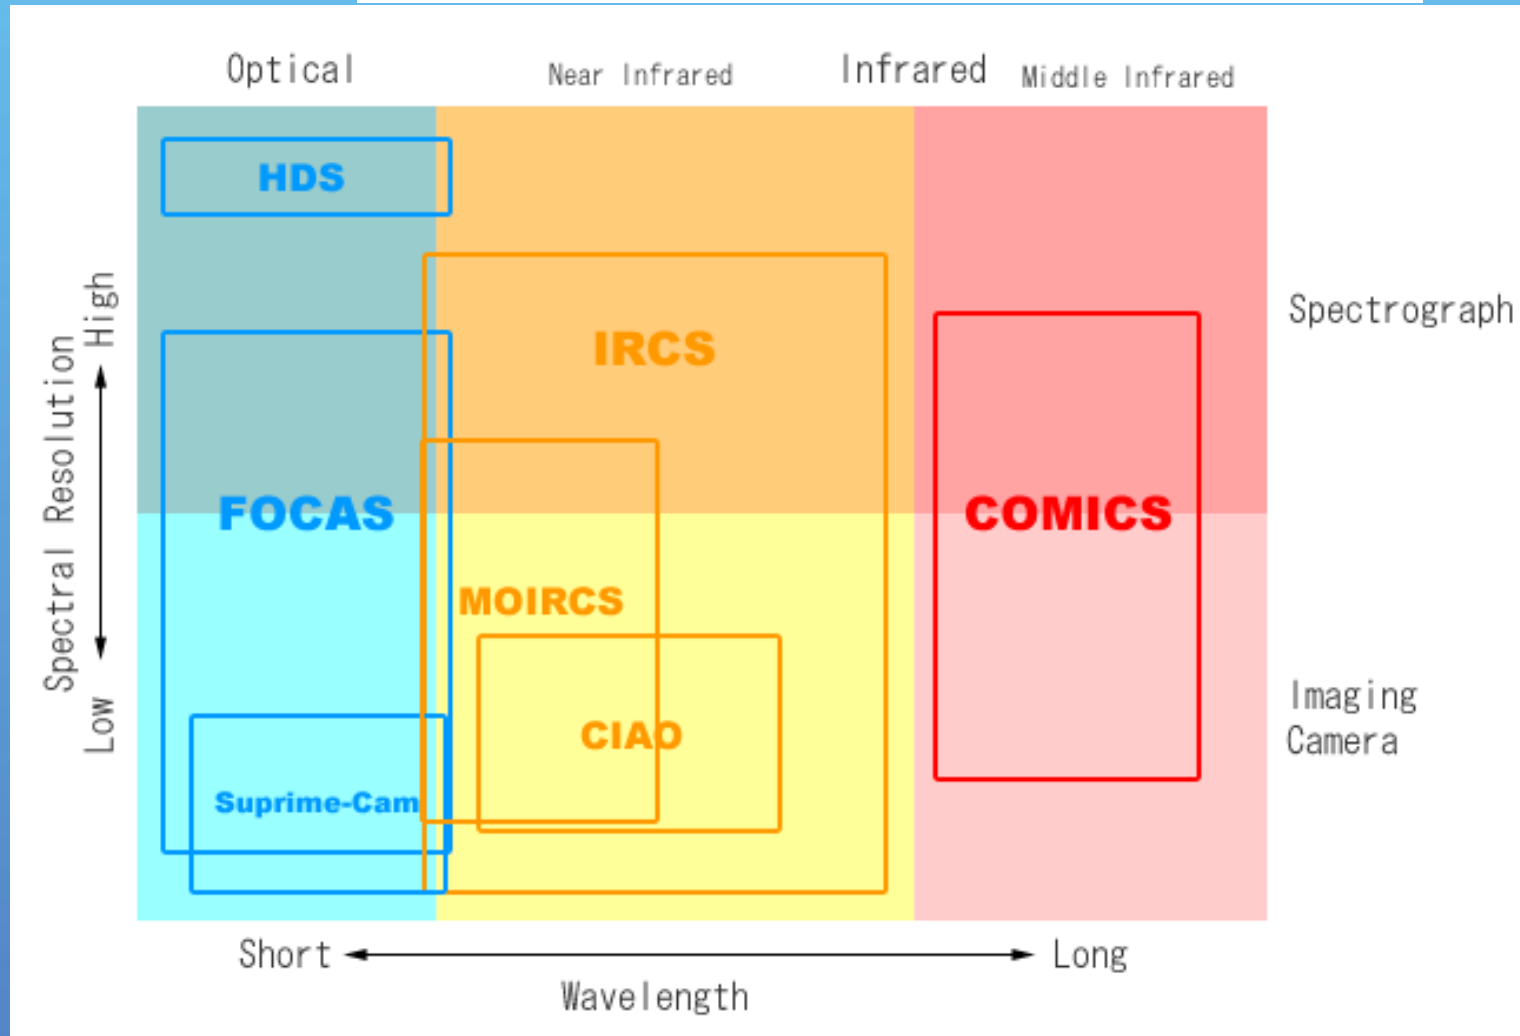 Optical
Near Infrared
Infrared
Middle Infrared
HDS
IRCS
FOCAS
COMICS
MOIRCS
CIAO
Suprime-Cam
Spectral Resolution
High
Low
Spectrograph
Imaging
Camera
Short
Long
Wavelength